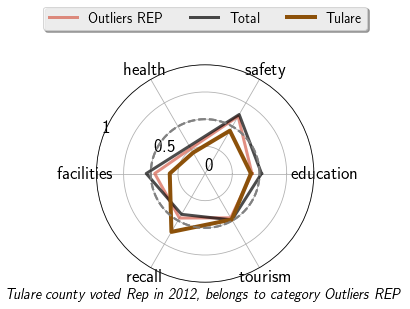 Outliers REP Total Tulare
health safety
1
0.5
0
facilities education
recall tourism
Tulare county voted Rep in 2012, belongs to category Outliers REP